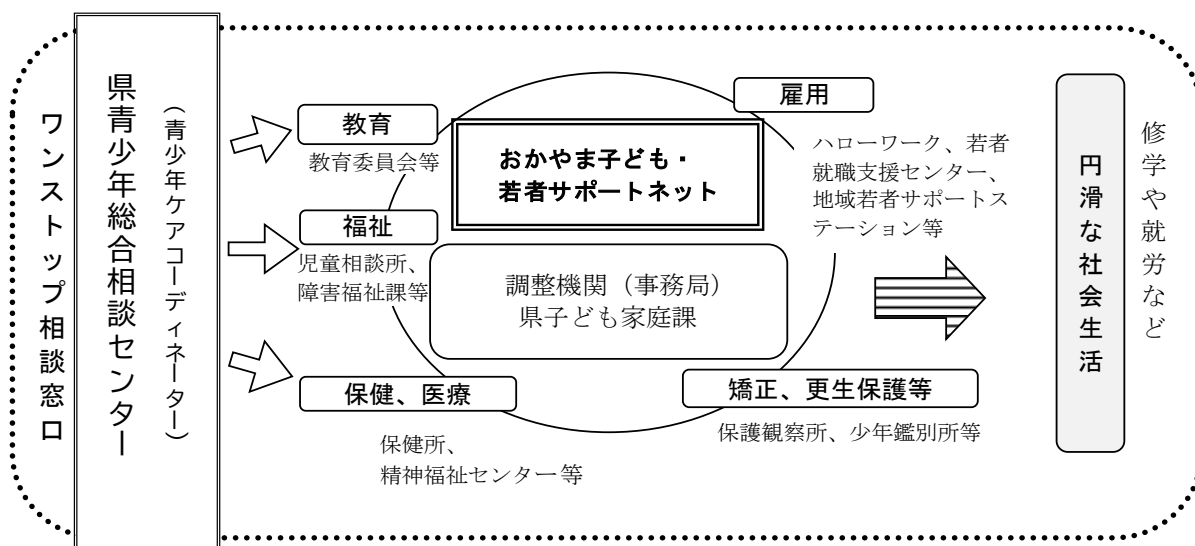 ワンストップ相談窓口
県青少年総合相談センター
（青少年ケアコーディネーター）
教育
教育委員会等
福祉
児童相談所、
障害福祉課等
保健、医療
保健所、
精神福祉センター等
おかやま子ども・
若者サポートネット
調整機関（事務局）
県子ども家庭課
雇用
ハローワーク、若者
就職支援センター、
地域若者サポートス
テーション等
矯正、更生保護等
保護観察所、少年鑑別所等
円滑な社会生活
修学や就労など